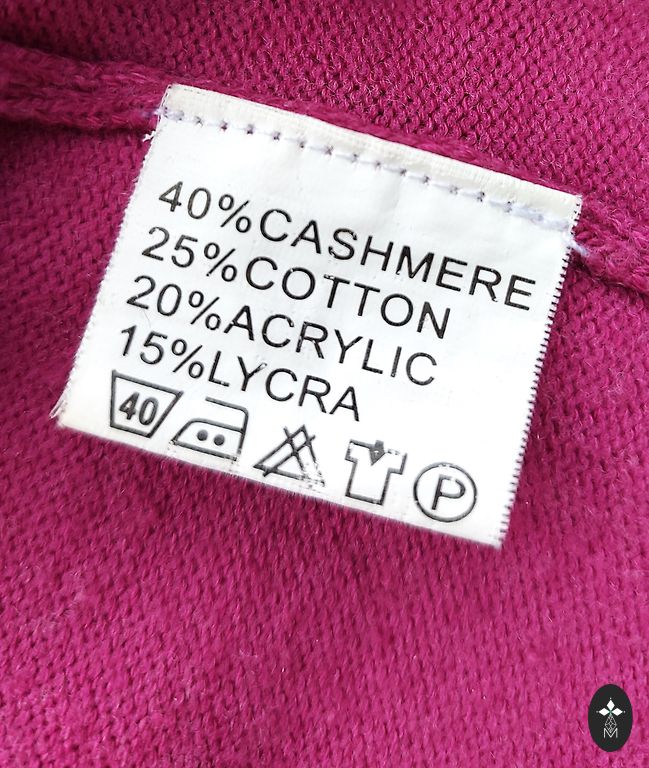 40%CASHMERE
25%COTTON
20%ACRYLIC
15%LYCRA
40 P
M